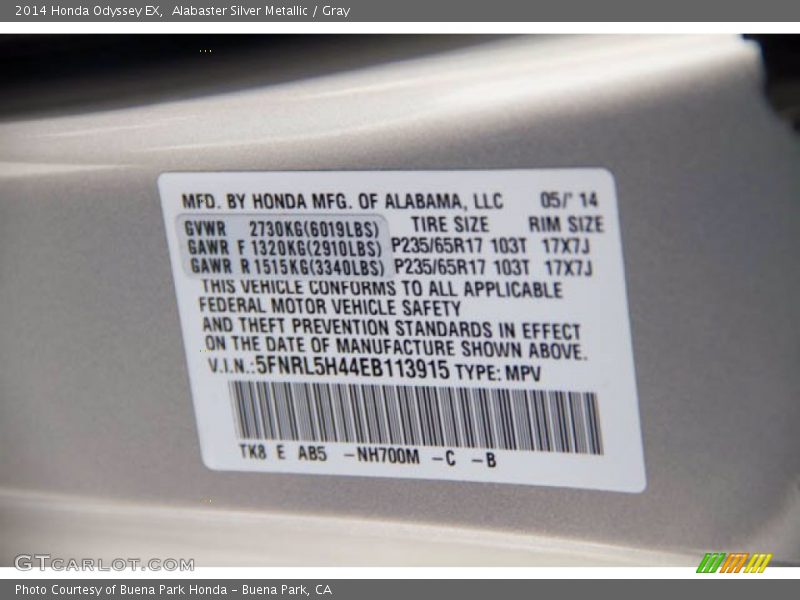 2014 Honda Odyssey EX, Alabaster Silver Metallic / Gray
MFD. BY HONDA MFG. OF ALABAMA, LLC 05/' 14
GVWR 2730KG(6019LBS) TIRE SIZE RIM SIZE
GAWR F 1320KG(2910LBS) P235/65R17 103T 17X7J
GAWR R 1515KG(3340LBS) P235/65R17 103T 17X7J
THIS VEHICLE CONFORMS TO ALL APPLICABLE
FEDERAL MOTOR VEHICLE SAFETY
AND THEFT PREVENTION STANDARDS IN EFFECT
ON THE DATE OF MANUFACTURE SHOWN ABOVE.
V.I.N.:5FNRL5H44EB113915 TYPE: MPV
TK8 E AB5 -NH700M -C -B
GTCARLOT.COM
Photo Courtesy of Buena Park Honda - Buena Park, CA